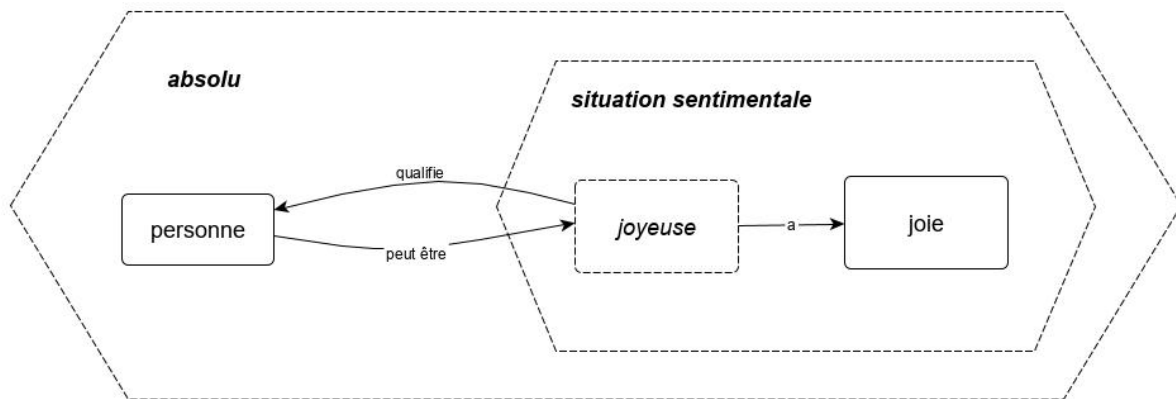 absolu
situation sentimentale
qualifie
personne
peut être
joyeuse
a
joie